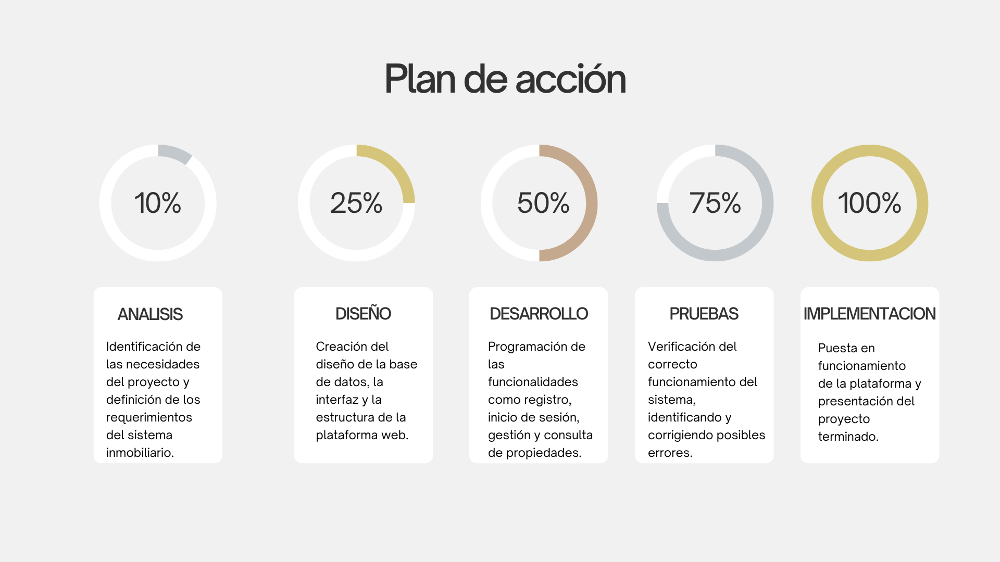 Plan de acción
10%
25%
50%
75%
100%
ANALISIS
Identificación de
las necesidades
del proyecto y
definición de los
requerimientos
del sistema
inmobiliario.
DISEÑO
Creación del
diseño de la base
de datos, la
interfaz y la
estructura de la
plataforma web.
DESARROLLO
Programación de
las
funcionalidades
como registro,
inicio de sesión,
gestión y consulta
de propiedades.
PRUEBAS
Verificación del
correcto
funcionamiento del
sistema,
identificando y
corrigiendo posibles
errores.
IMPLEMENTACION
Puesta en
funcionamiento
de la plataforma y
presentación del
proyecto
terminado.